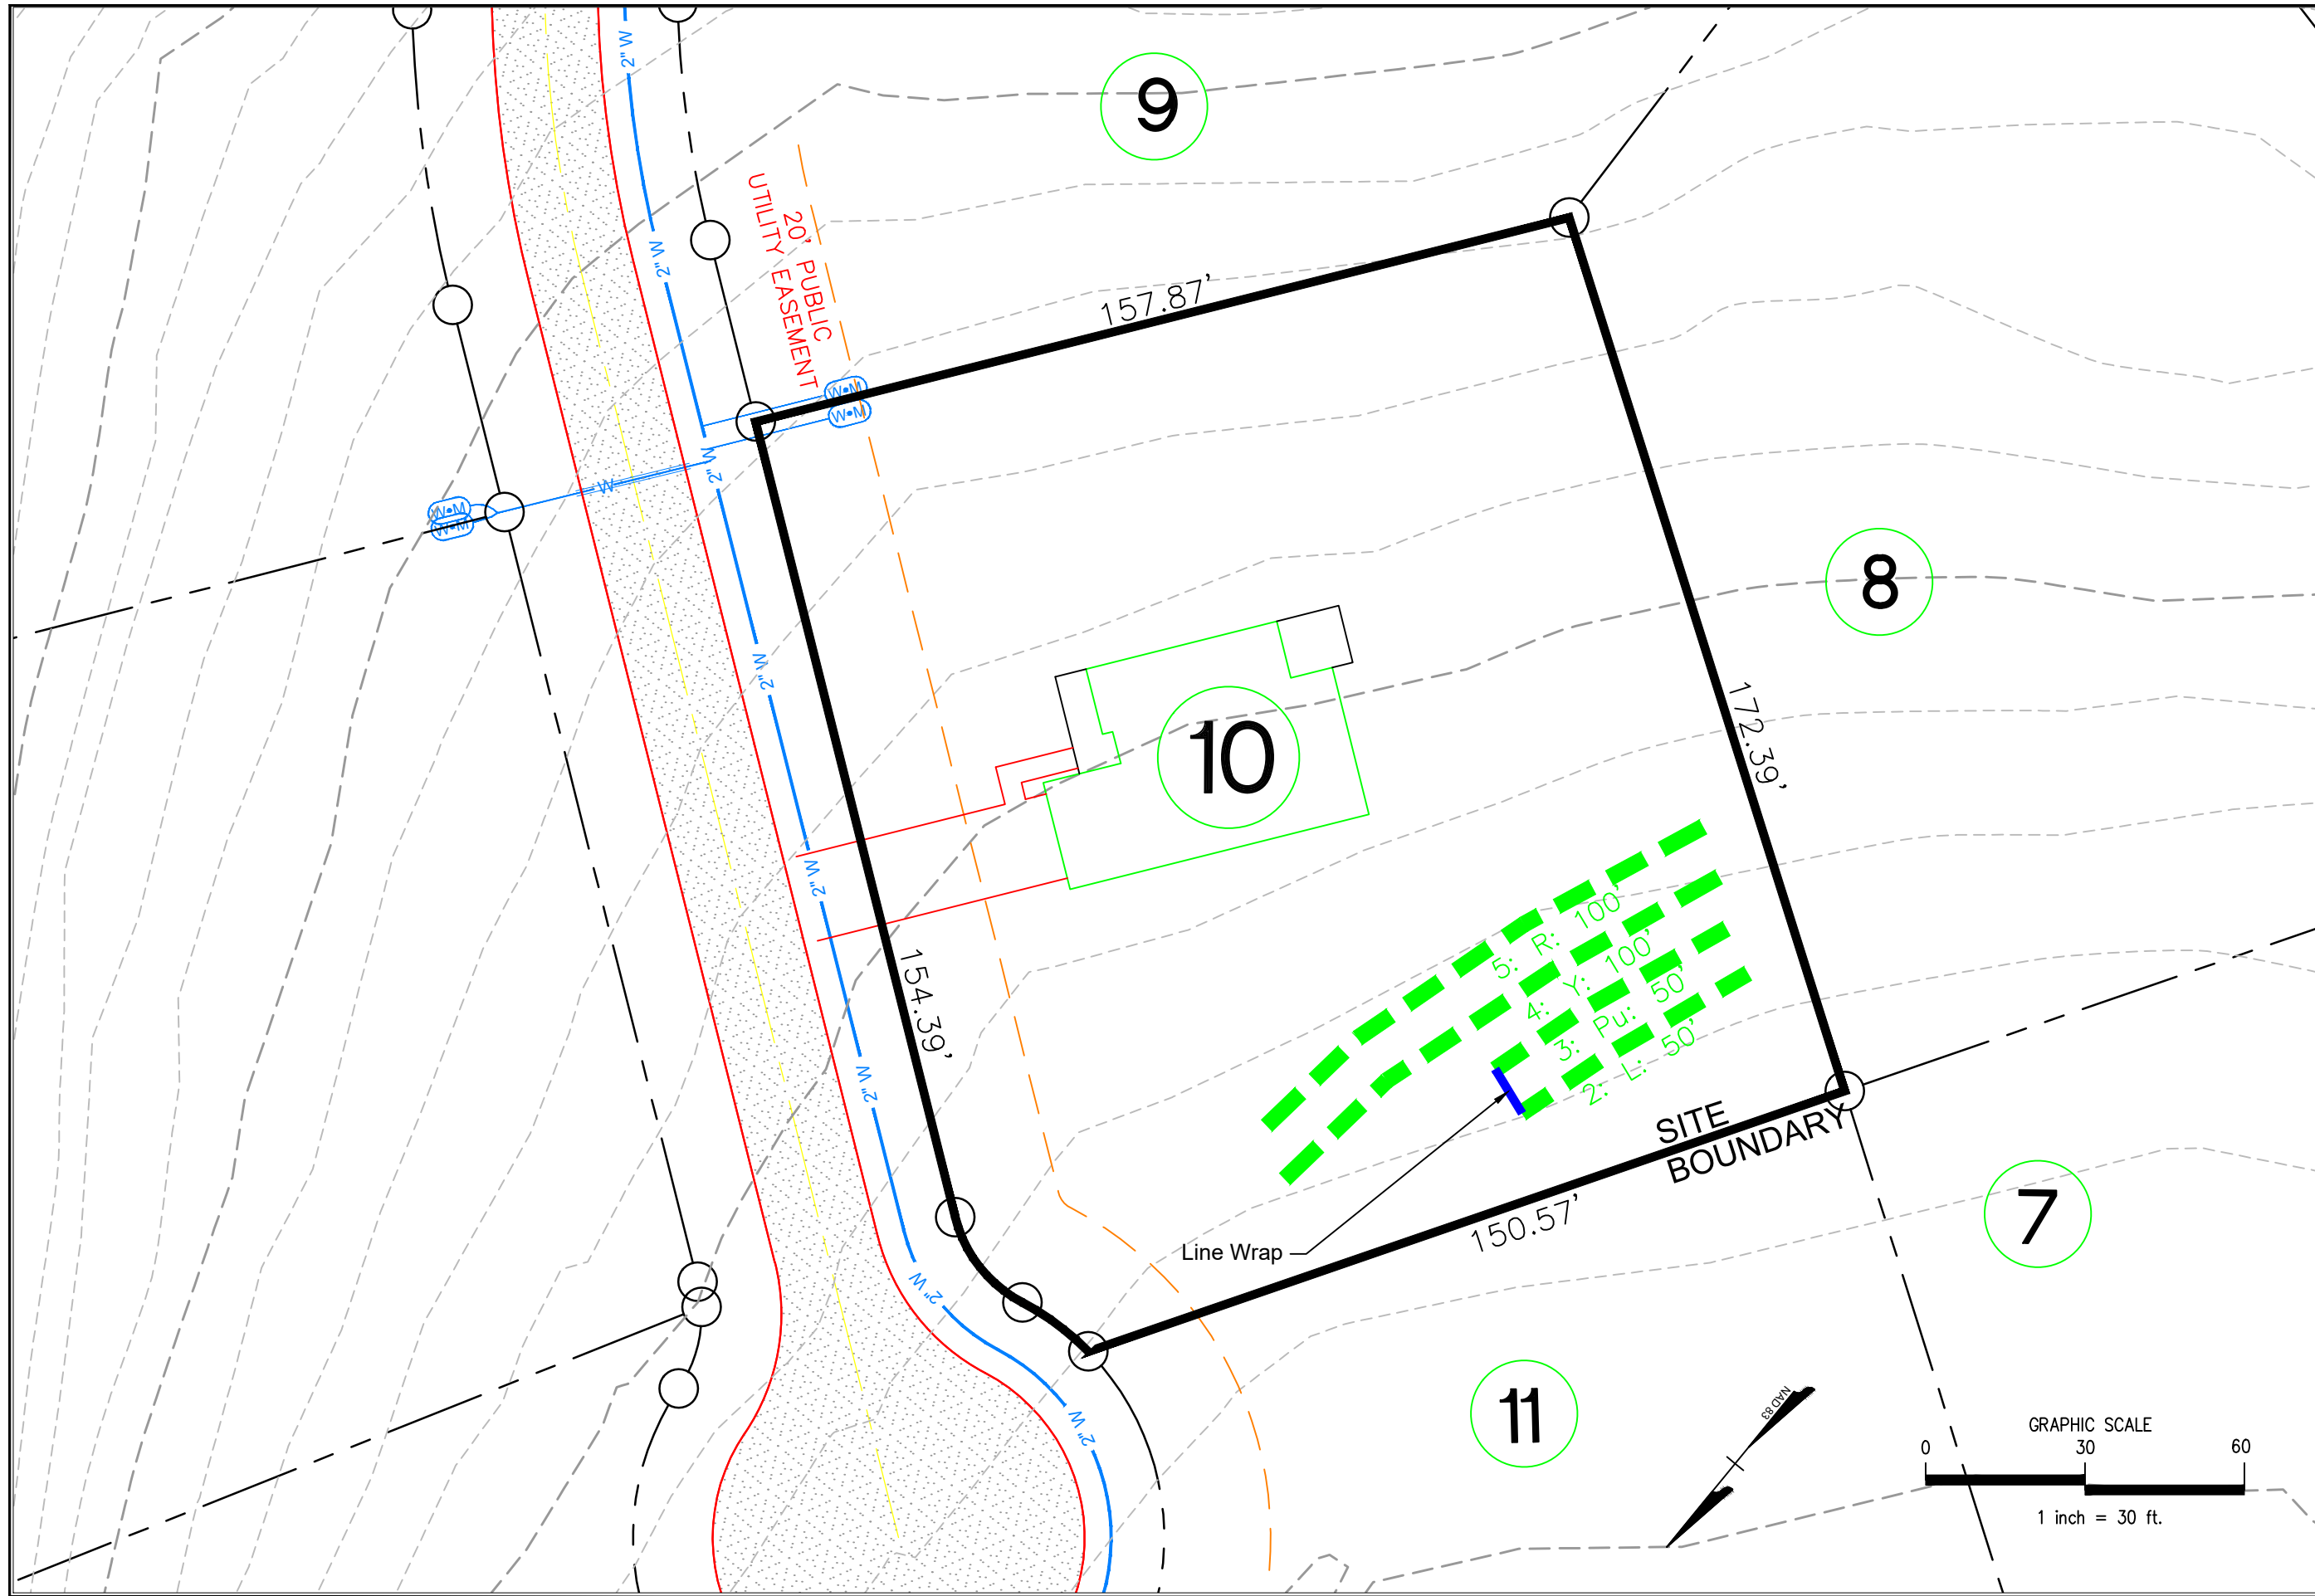 9
2" W
20' PUBLIC
UTILITY EASEMENT
2" W
157.87'
W•M
W•M
2" W
W
W•M
W•M
8
2" W
10
172.39'
2" W
5: R: 100'
4: Y: 100'
3: Pu: 50'
2: L: 50'
154.39'
2" W
SITE
BOUNDARY
7
150.57'
Line Wrap
2" W
2" W
11
NAD 83
GRAPHIC SCALE
0 30 60
1 inch = 30 ft.